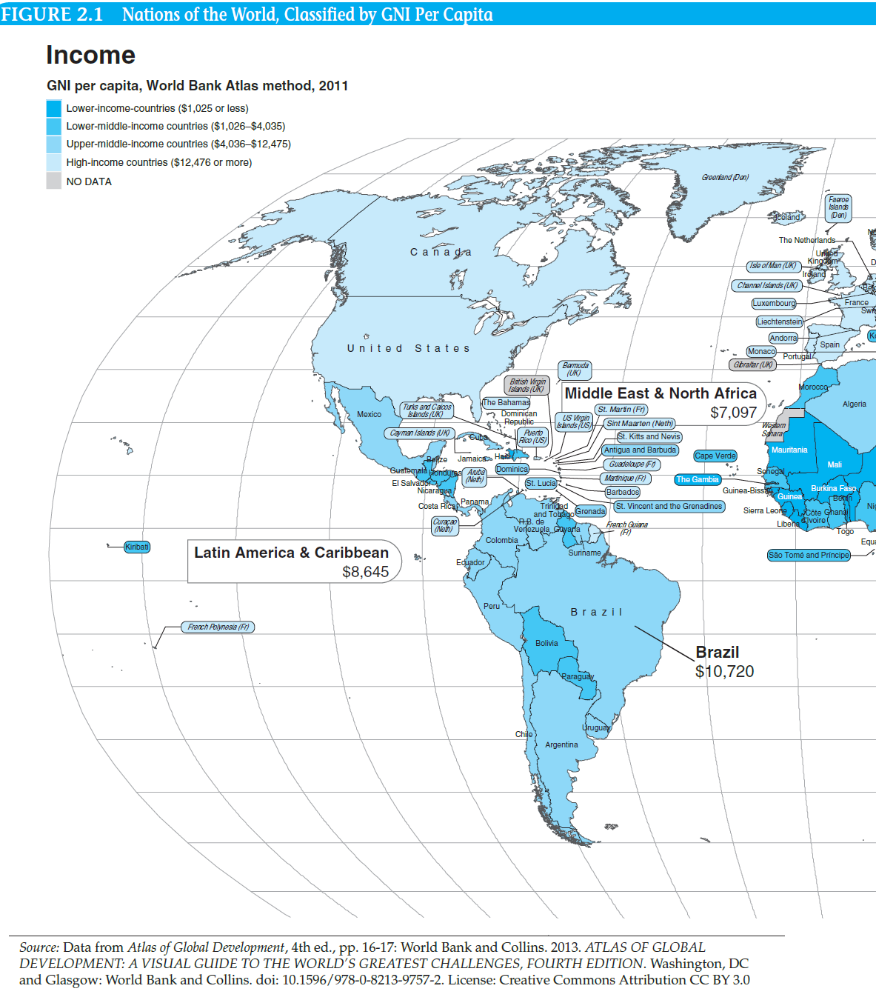 FIGURE 2.1 Nations of the World, Classified by GNI Per Capita
Income
GNI per capita, World Bank Atlas method, 2011
Lower-income-countries ($1,025 or less)
Lower-middle-income countries ($1,026–$4,035)
Upper-middle-income countries ($4,036–$12,475)
High-income countries ($12,476 or more)
NO DATA
Greenland (Den)
Faeroe
Islands
(Den)
Iceland
The Netherlands
United
Kingdom
Isle of Man (UK)
Ireland
Channel Islands (UK)
Luxembourg
France
Liechtenstein
Andorra
Spain
Monaco
Portugal
Gibraltar (UK)
Canada
United States
Bermuda
(UK)
British Virgin
Islands (UK)
Middle East & North Africa
$7,097
Morocco
Algeria
The Bahamas
Turks and Caicos
Islands (UK)
Mexico
Dominican
Republic
US Virgin
Islands (US)
St. Martin (Fr)
Sint Maarten (Neth)
Western
Sahara
Cayman Islands (UK)
Cuba
Puerto
Rico (US)
St. Kitts and Nevis
Antigua and Barbuda
Mauritania
Cape Verde
Mali
Belize
Jamaica
Haiti
Guadeloupe (Fr)
Dominica
Guatemala
Honduras
Aruba
(Neth)
Martinique (Fr)
The Gambia
Senegal
El Salvador
Nicaragua
St. Lucia
Barbados
Guinea-Bissau
Burkina Faso
Guinea
Benin
Costa Rica
Panama
Trinidad
and Tobago
Grenada
St. Vincent and the Grenadines
Sierra Leone
Côte
d'Ivoire
Ghana
Liberia
Togo
Curaçao
(Neth)
R.B. de
Venezuela
Guyana
French Guiana
(Fr)
Colombia
Suriname
Kiribati
Latin America & Caribbean
$8,645
Ecuador
São Tomé and Príncipe
Peru
Brazil
French Polynesia (Fr)
Bolivia
Brazil
$10,720
Paraguay
Chile
Uruguay
Argentina
Source: Data from Atlas of Global Development, 4th ed., pp. 16-17: World Bank and Collins. 2013. ATLAS OF GLOBAL
DEVELOPMENT: A VISUAL GUIDE TO THE WORLD'S GREATEST CHALLENGES, FOURTH EDITION. Washington, DC
and Glasgow: World Bank and Collins. doi: 10.1596/978-0-8213-9757-2. License: Creative Commons Attribution CC BY 3.0